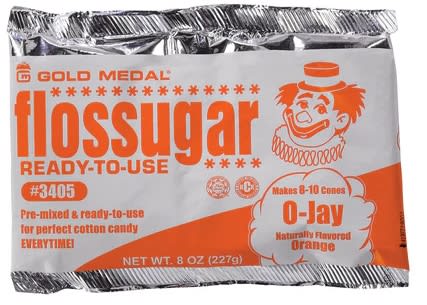 GOLD MEDAL®
flossugar
READY-TO-USE
#3405
Pre-mixed & ready-to-use
for perfect cotton candy
EVERYTIME!
Makes 8-10 Cones
O-Jay
Naturally Flavored
Orange
NET WT. 8 OZ (227g)